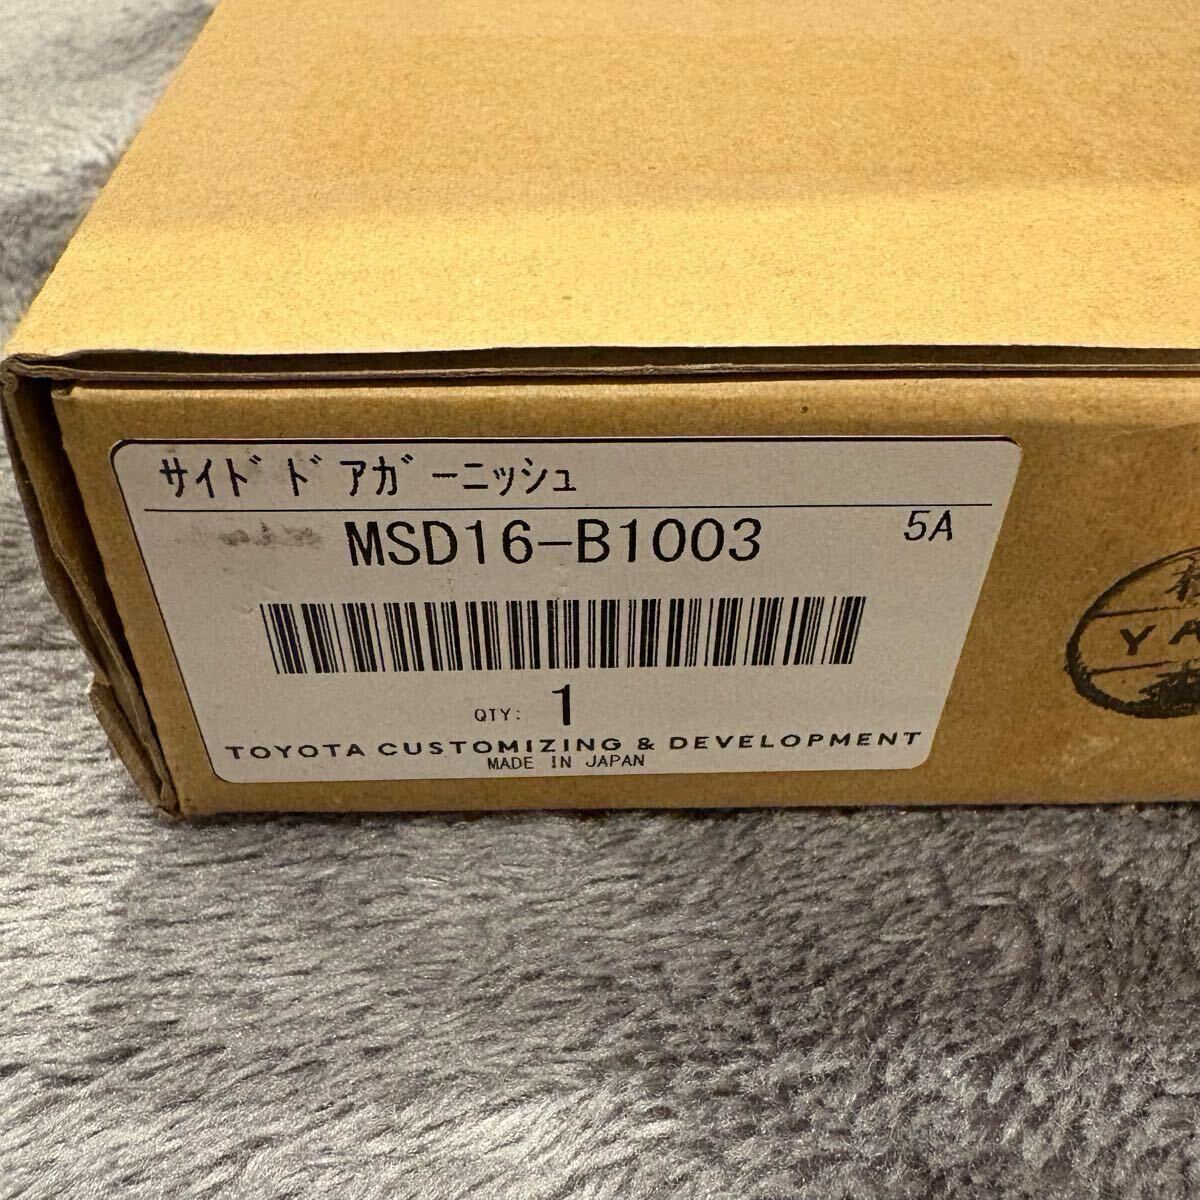 サイド ドアガーニッシュ
MSD16-B1003 5A
QTY: 1
TOYOTA CUSTOMIZING & DEVELOPMENT
MADE IN JAPAN